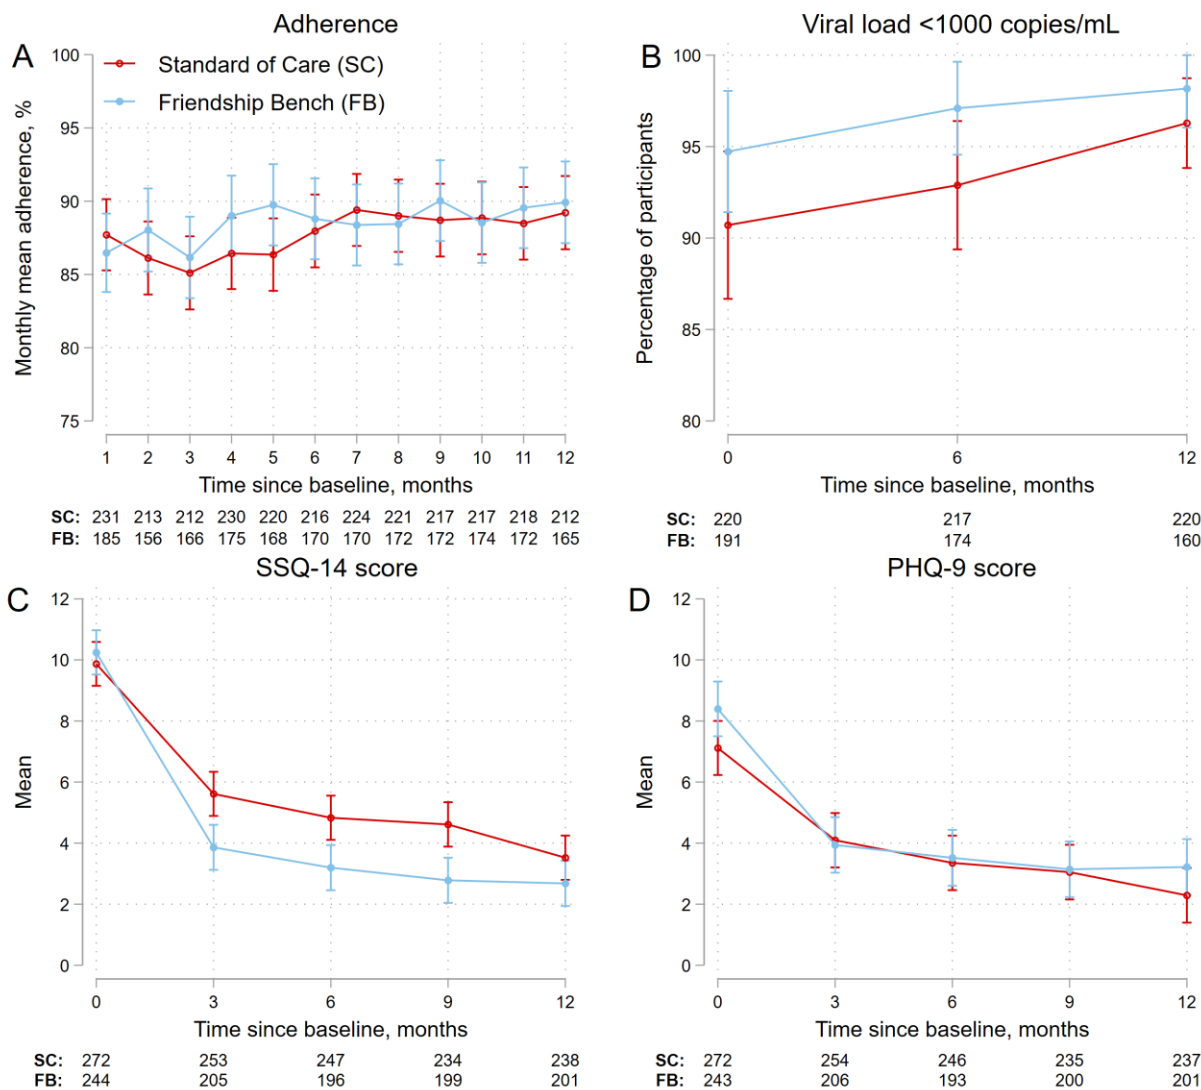 Adherence
A
Standard of Care (SC)
Friendship Bench (FB)
Monthly mean adherence, %
100
95
90
85
80
75
1 2 3 4 5 6 7 8 9 10 11 12
Time since baseline, months
SC: 231 213 212 230 220 216 224 221 217 217 218 212
FB: 185 156 166 175 168 170 170 172 172 174 172 165
Viral load <1000 copies/mL
B
Percentage of participants
100
95
90
85
80
0 6 12
Time since baseline, months
SC: 220 217 220
FB: 191 174 160
SSQ-14 score
C
Mean
12
10
8
6
4
2
0
0 3 6 9 12
Time since baseline, months
SC: 272 253 247 234 238
FB: 244 205 196 199 201
PHQ-9 score
D
Mean
12
10
8
6
4
2
0
0 3 6 9 12
Time since baseline, months
SC: 272 254 246 235 237
FB: 243 206 193 200 201